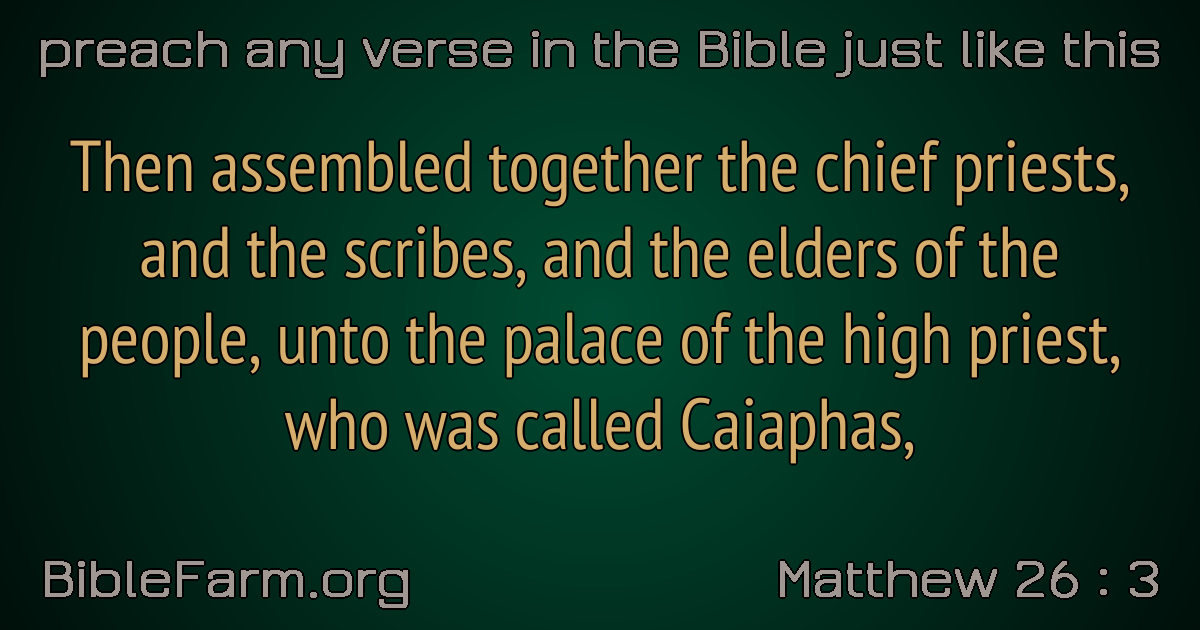 preach any verse in the Bible just like this
Then assembled together the chief priests,
and the scribes, and the elders of the
people, unto the palace of the high priest,
who was called Caiaphas,
BibleFarm.org
Matthew 26 : 3